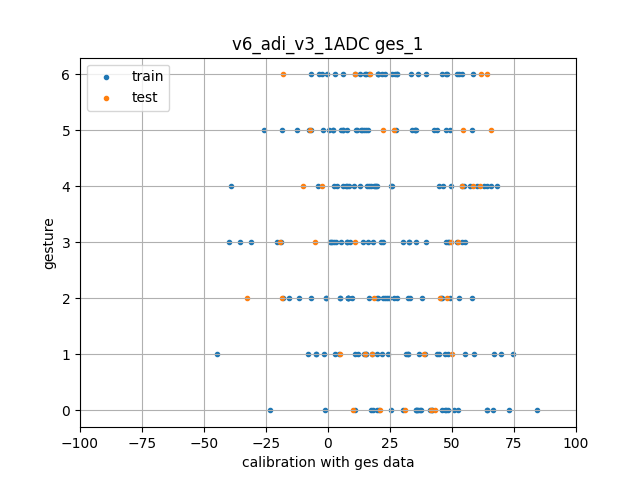 v6_adi_v3_1ADC ges_1
train
test
6
5
4
3
2
1
0
gesture
−100 −75 −50 −25 0 25 50 75 100
calibration with ges data